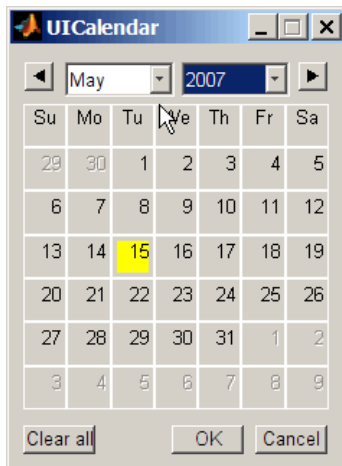 UICalendar
May 2007
Su Mo Tu We Th Fr Sa
29 30 1 2 3 4 5
6 7 8 9 10 11 12
13 14 15 16 17 18 19
20 21 22 23 24 25 26
27 28 29 30 31 1 2
3 4 5 6 7 8 9
Clear all OK Cancel